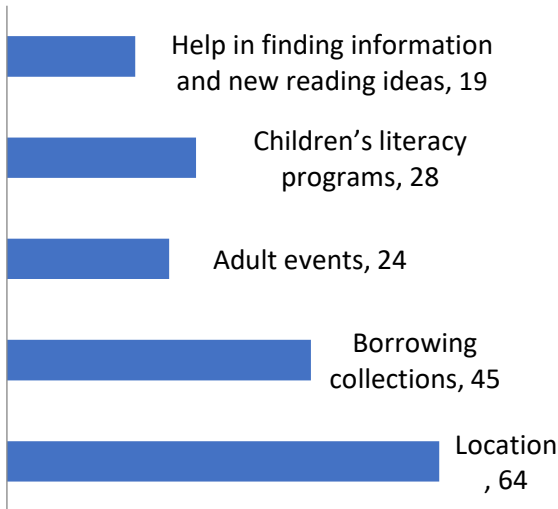 Help in finding information
and new reading ideas, 19
Children’s literacy
programs, 28
Adult events, 24
Borrowing
collections, 45
Location
, 64